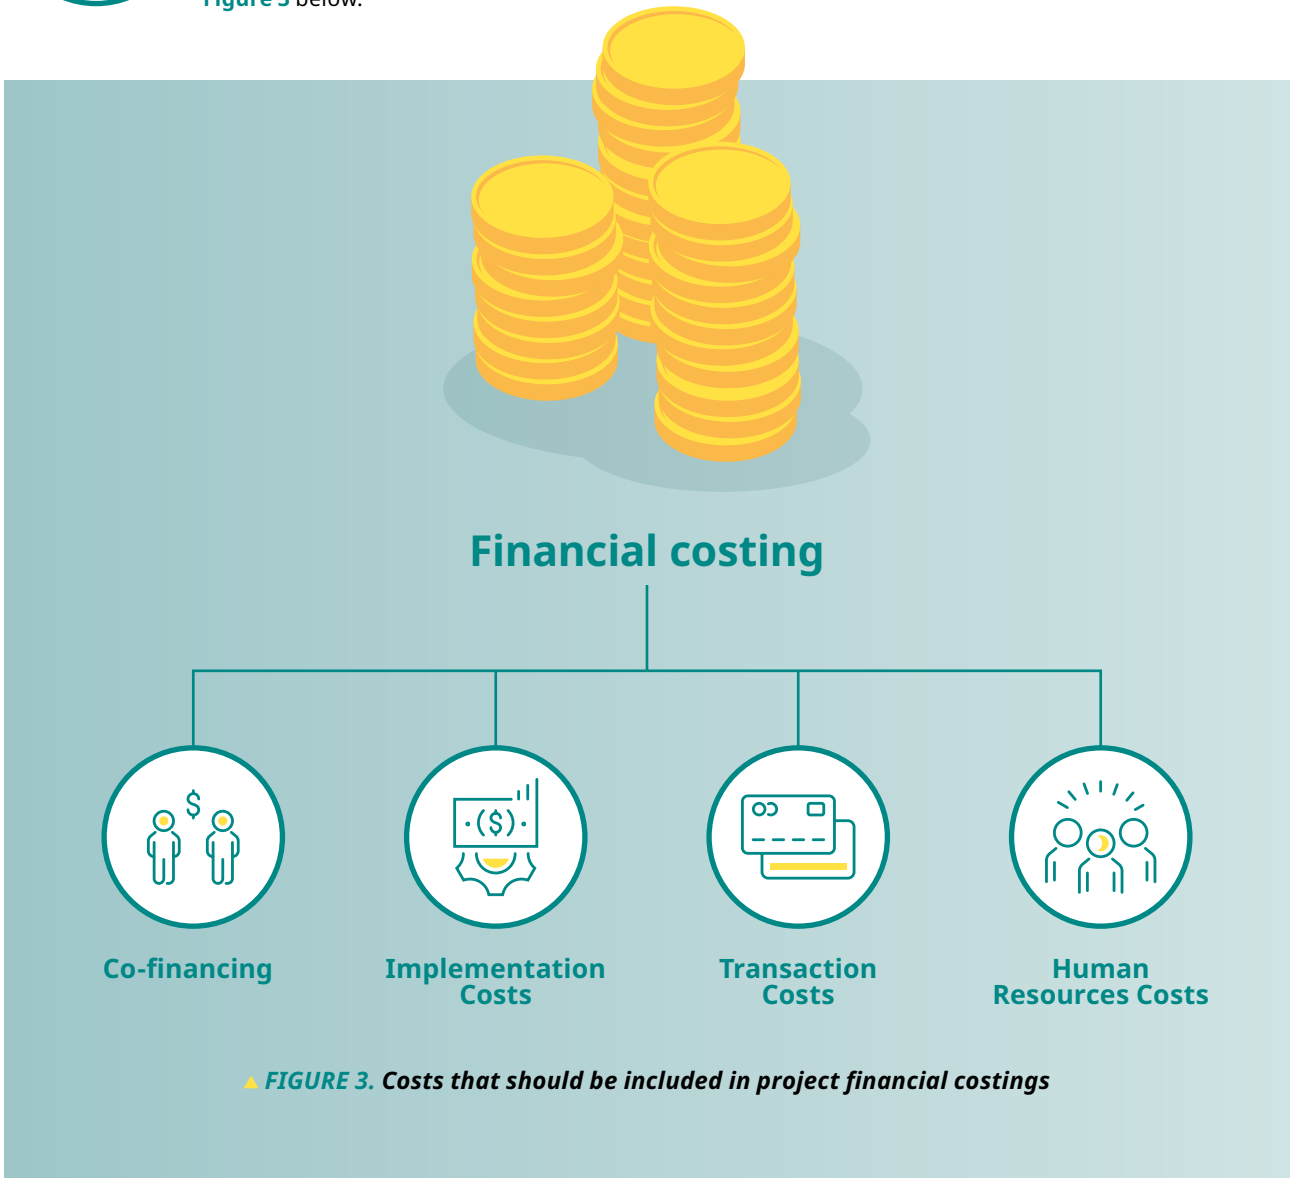 Figure 3 below.
Financial costing
Co-financing
Implementation
Costs
Transaction
Costs
Human
Resources Costs
FIGURE 3. Costs that should be included in project financial costings